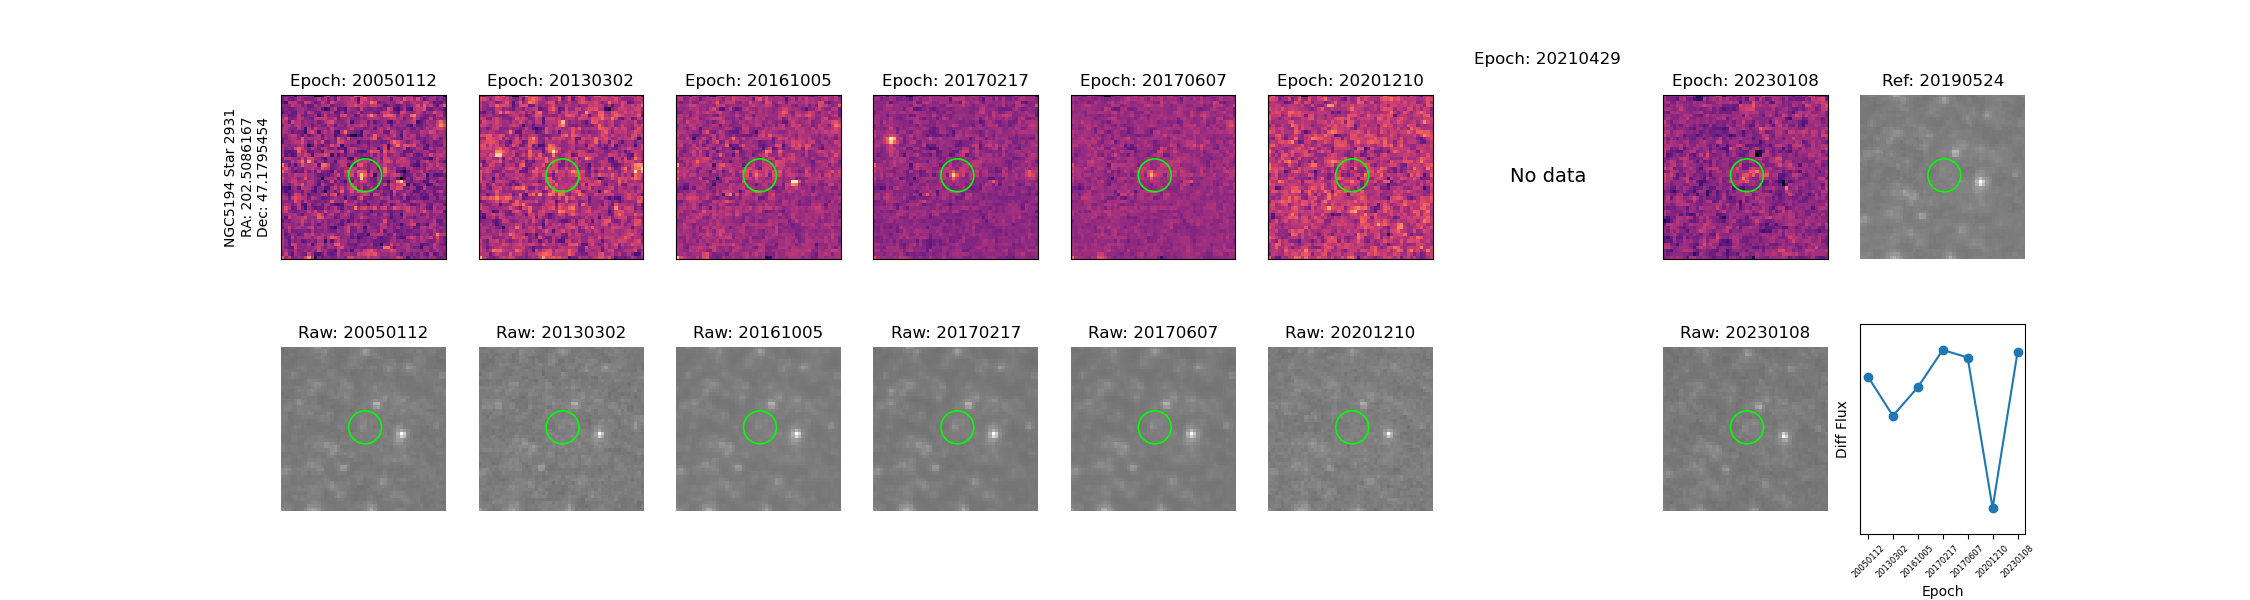 NGC5194 Star 2931
RA: 202.5086167
Dec: 47.1795454
Epoch: 20050112
Epoch: 20130302
Epoch: 20161005
Epoch: 20170217
Epoch: 20170607
Epoch: 20201210
Epoch: 20210429
No data
Epoch: 20230108
Ref: 20190524
Raw: 20050112
Raw: 20130302
Raw: 20161005
Raw: 20170217
Raw: 20170607
Raw: 20201210
Raw: 20230108
Diff Flux
20050112
20130302
20161005
20170217
20170607
20201210
20230108
Epoch